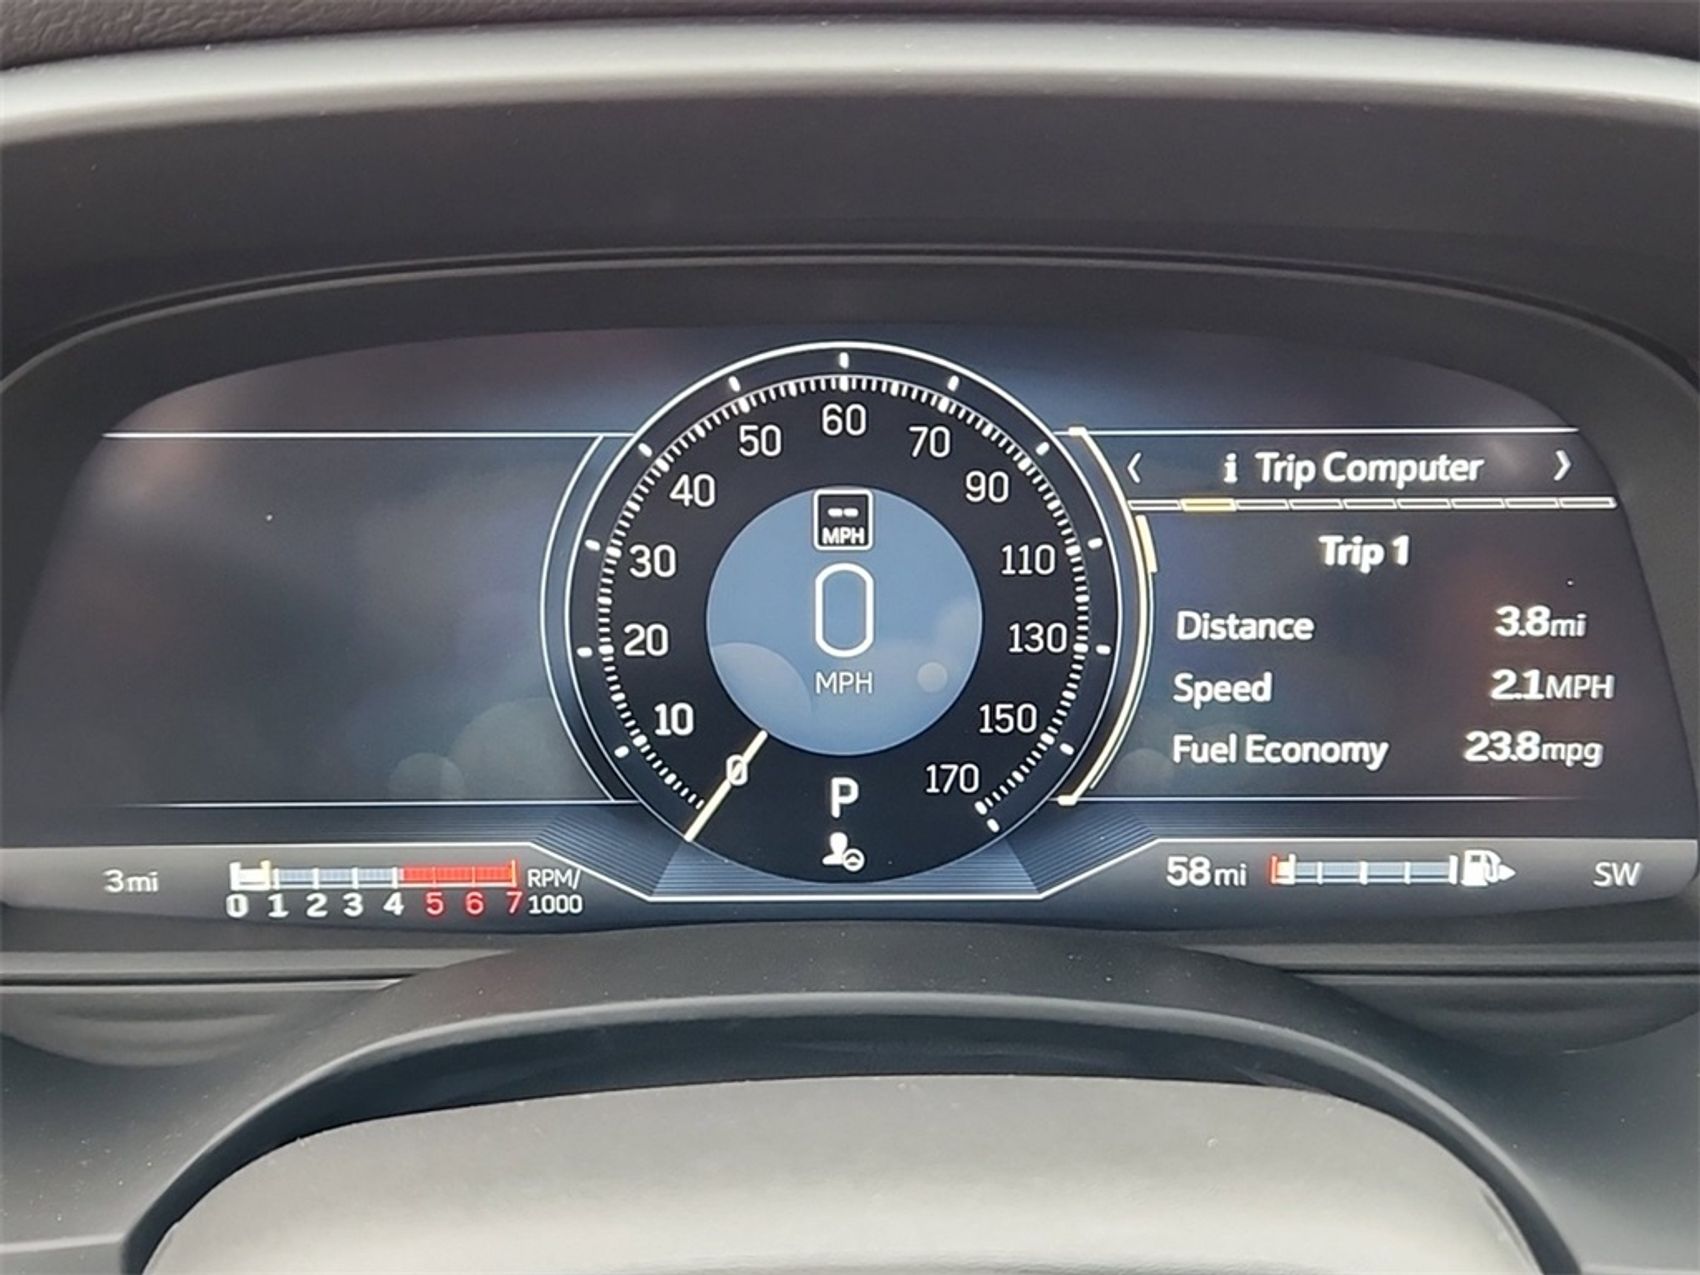 ‹ i Trip Computer ›
Trip 1
Distance 3.8mi
Speed 2.1MPH
Fuel Economy 23.8mpg
0 10 20 30 40 50 60 70 90 110 130 150 170
-- MPH
0
MPH
P
3mi
0 1 2 3 4 5 6 7
RPM/
1000
58mi
SW